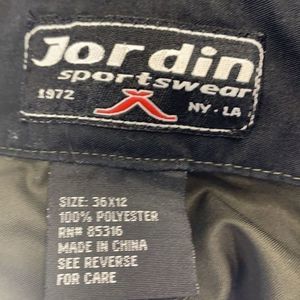 Jordin
sportswear
1972 NY - LA
SIZE: 36X12
100% POLYESTER
RN# 85316
MADE IN CHINA
SEE REVERSE
FOR CARE